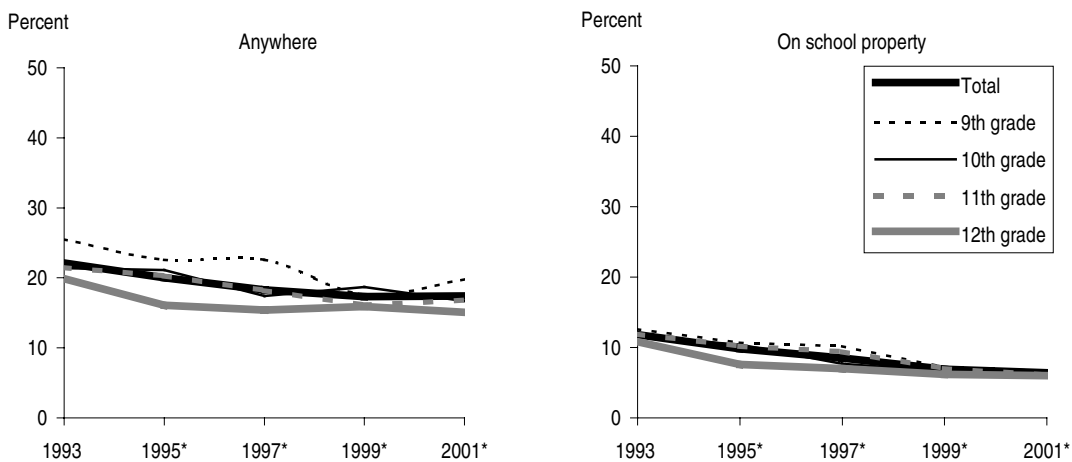 Percent
Anywhere
50
40
30
20
10
0
1993 1995* 1997* 1999* 2001*
Percent
On school property
50
40
30
20
10
0
1993 1995* 1997* 1999* 2001*
Total
9th grade
10th grade
11th grade
12th grade